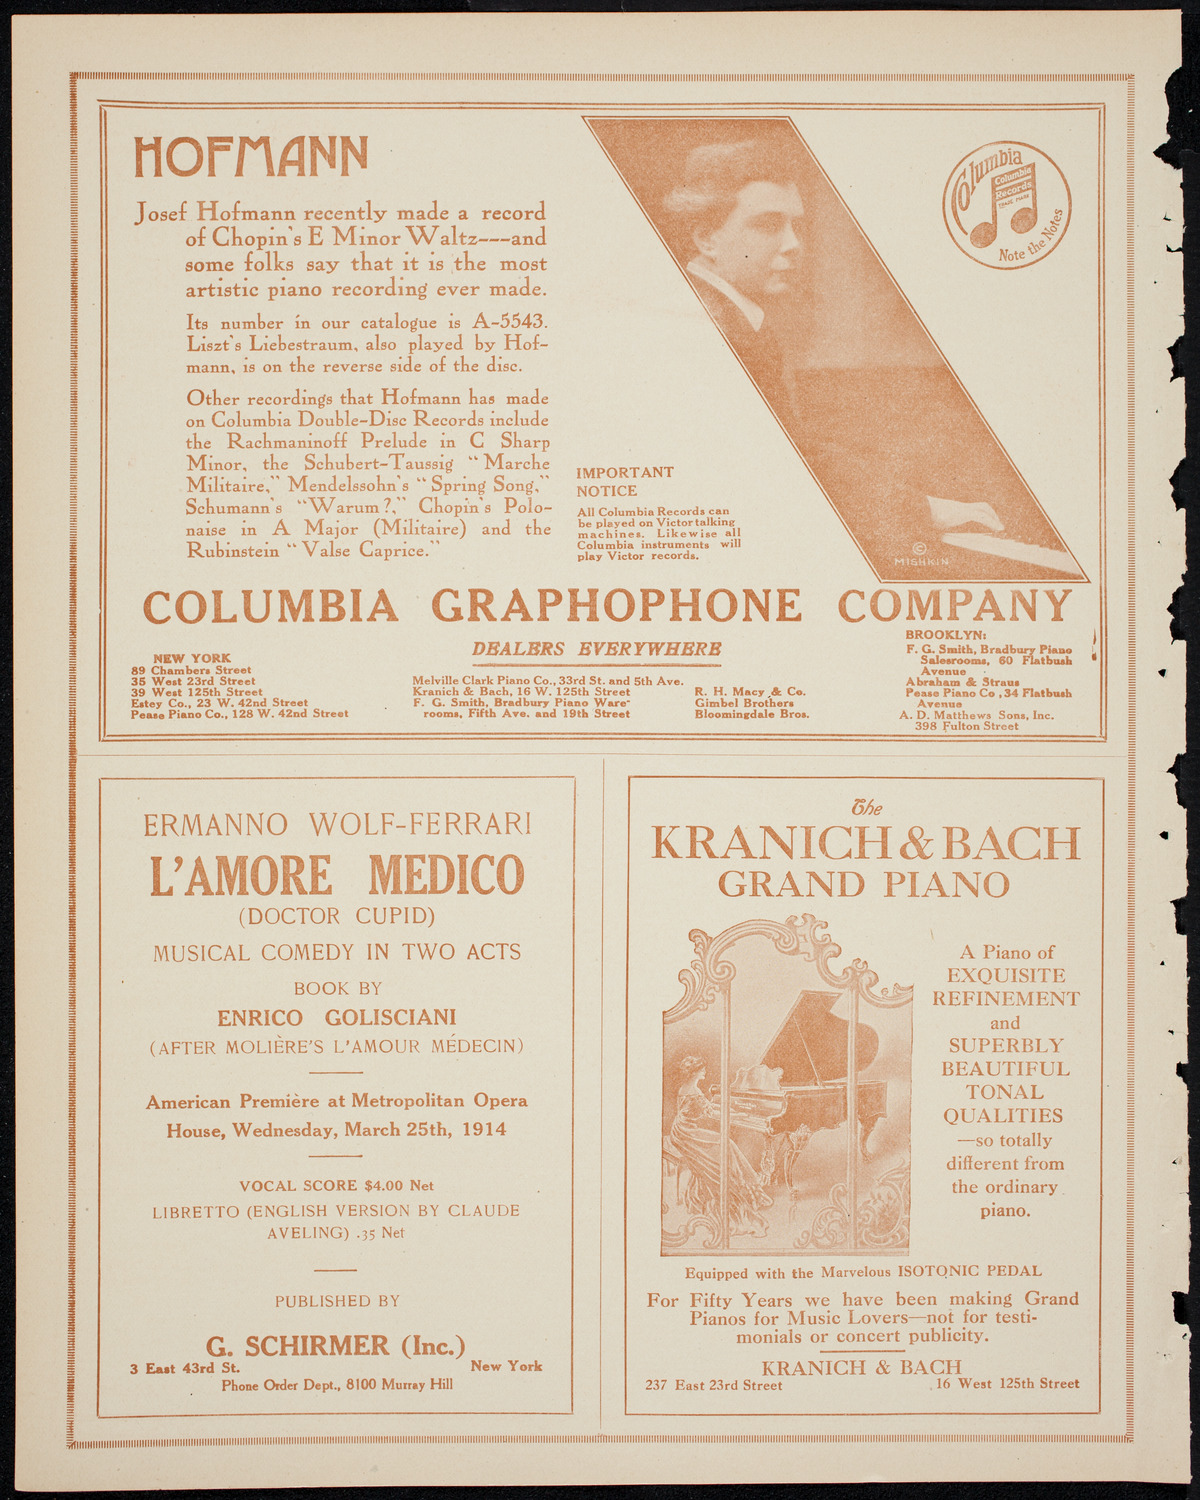 HOFMANN
Josef Hofmann recently made a record
of Chopin's E Minor Waltz---and
some folks say that it is the most
artistic piano recording ever made.
Its number in our catalogue is A-5543.
Liszt's Liebestraum, also played by Hof-
mann, is on the reverse side of the disc.
Other recordings that Hofmann has made
on Columbia Double-Disc Records include
the Rachmaninoff Prelude in C Sharp
Minor, the Schubert-Taussig "Marche
Militaire," Mendelssohn's "Spring Song,"
Schumann's "Warum?," Chopin's Polo-
naise in A Major (Militaire) and the
Rubinstein "Valse Caprice."
IMPORTANT
NOTICE
All Columbia Records can
be played on Victor talking
machines. Likewise all
Columbia instruments will
play Victor records.
© MISHKIN
Columbia
Columbia
Records
TRADE MARK
Note the Notes
COLUMBIA GRAPHOPHONE COMPANY
DEALERS EVERYWHERE
NEW YORK
89 Chambers Street
35 West 23rd Street
39 West 125th Street
Estey Co., 23 W. 42nd Street
Pease Piano Co., 128 W. 42nd Street
Melville Clark Piano Co., 33rd St. and 5th Ave.
Kranich & Bach, 16 W. 125th Street
F. G. Smith, Bradbury Piano Ware-
rooms, Fifth Ave. and 19th Street
R. H. Macy & Co.
Gimbel Brothers
Bloomingdale Bros.
BROOKLYN:
F. G. Smith, Bradbury Piano
Salesrooms, 60 Flatbush
Avenue
Abraham & Straus
Pease Piano Co., 34 Flatbush
Avenue
A. D. Matthews Sons, Inc.
398 Fulton Street
ERMANNO WOLF-FERRARI
L'AMORE MEDICO
(DOCTOR CUPID)
MUSICAL COMEDY IN TWO ACTS
BOOK BY
ENRICO GOLISCIANI
(AFTER MOLIÈRE'S L'AMOUR MÉDECIN)
American Première at Metropolitan Opera
House, Wednesday, March 25th, 1914
VOCAL SCORE $4.00 Net
LIBRETTO (ENGLISH VERSION BY CLAUDE
AVELING) .35 Net
PUBLISHED BY
G. SCHIRMER (Inc.)
3 East 43rd St. New York
Phone Order Dept., 8100 Murray Hill
The
KRANICH & BACH
GRAND PIANO
A Piano of
EXQUISITE
REFINEMENT
and
SUPERBLY
BEAUTIFUL
TONAL
QUALITIES
—so totally
different from
the ordinary
piano.
Equipped with the Marvelous ISOTONIC PEDAL
For Fifty Years we have been making Grand
Pianos for Music Lovers—not for testi-
monials or concert publicity.
KRANICH & BACH
237 East 23rd Street 16 West 125th Street